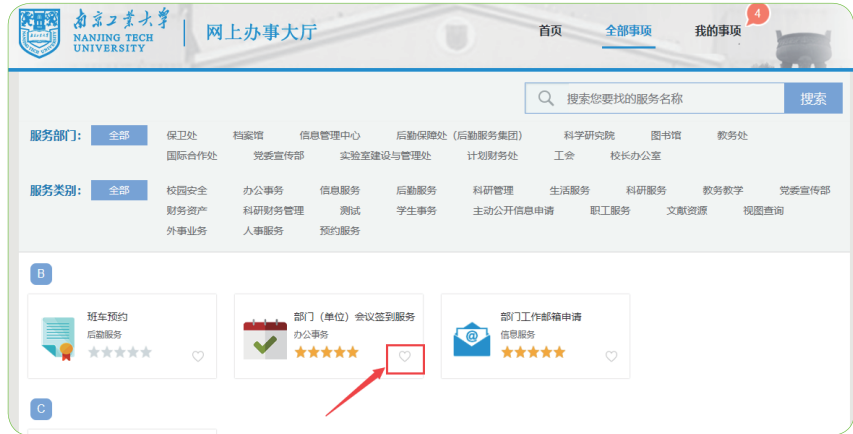 南京工业大学
NANJING TECH
UNIVERSITY
网上办事大厅
首页 全部事项 我的事项 4
搜索您要找的服务名称 搜索
服务部门： 全部 保卫处 档案馆 信息管理中心 后勤保障处（后勤服务集团） 科学研究院 图书馆 教务处
国际合作处 党委宣传部 实验室建设与管理处 计划财务处 工会 校长办公室
服务类别： 全部 校园安全 办公事务 信息服务 后勤服务 科研管理 生活服务 科研服务 教务教学 党委宣传部
财务资产 科研财务管理 测试 学生事务 主动公开信息申请 职工服务 文献资源 视图查询
外事业务 人事服务 预约服务
B
班车预约
后勤服务
部门（单位）会议签到服务
办公事务
部门工作邮箱申请
信息服务
C